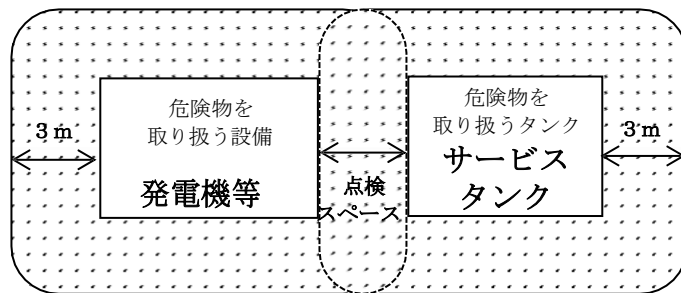 危険物を
取り扱う設備
発電機等
3ｍ
点検
スペース
危険物を
取り扱うタンク
サービス
タンク
3ｍ